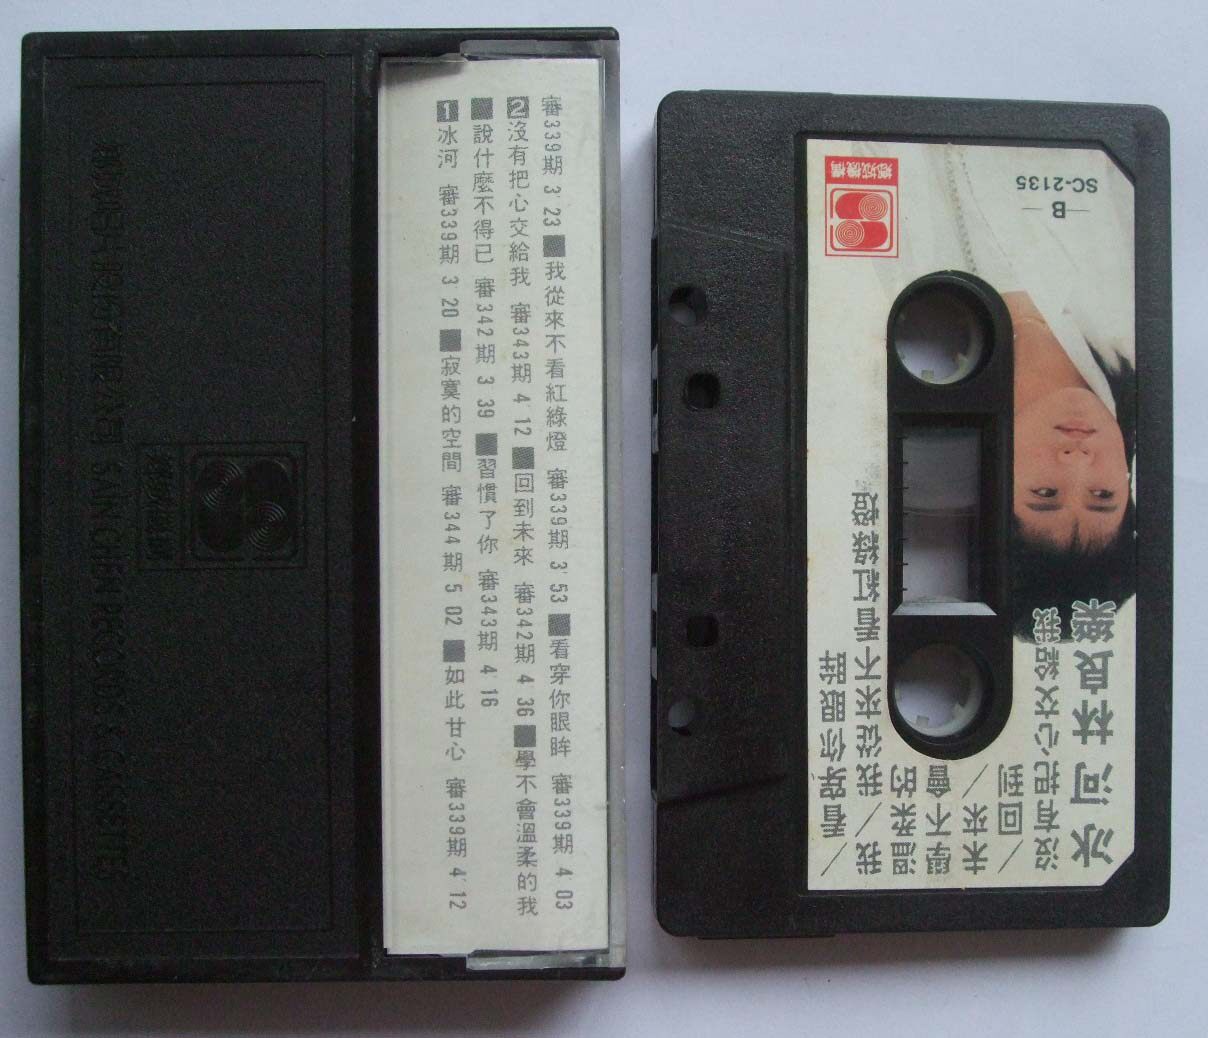 1 冰河 審339期 3'20 ■寂寞的空間 審344期 5'02 ■如此甘心 審339期 4'12
■說什麼不得已 審342期 3'39 ■習慣了你 審343期 4'16
2 沒有把心交給我 審343期 4'12 ■回到未來 審342期 4'36 ■學不會溫柔的我
審339期 3'23 ■我從來不看紅綠燈 審339期 3'53 ■看穿你眼眸 審339期 4'03
RECORDS & CASSETTES
鄉城機構
—B—
SC-2135
冰河 林良樂
沒有把心交給我
/回到
未來/
學不會
溫柔的
我/我從來不看紅綠燈
/看穿你眼眸